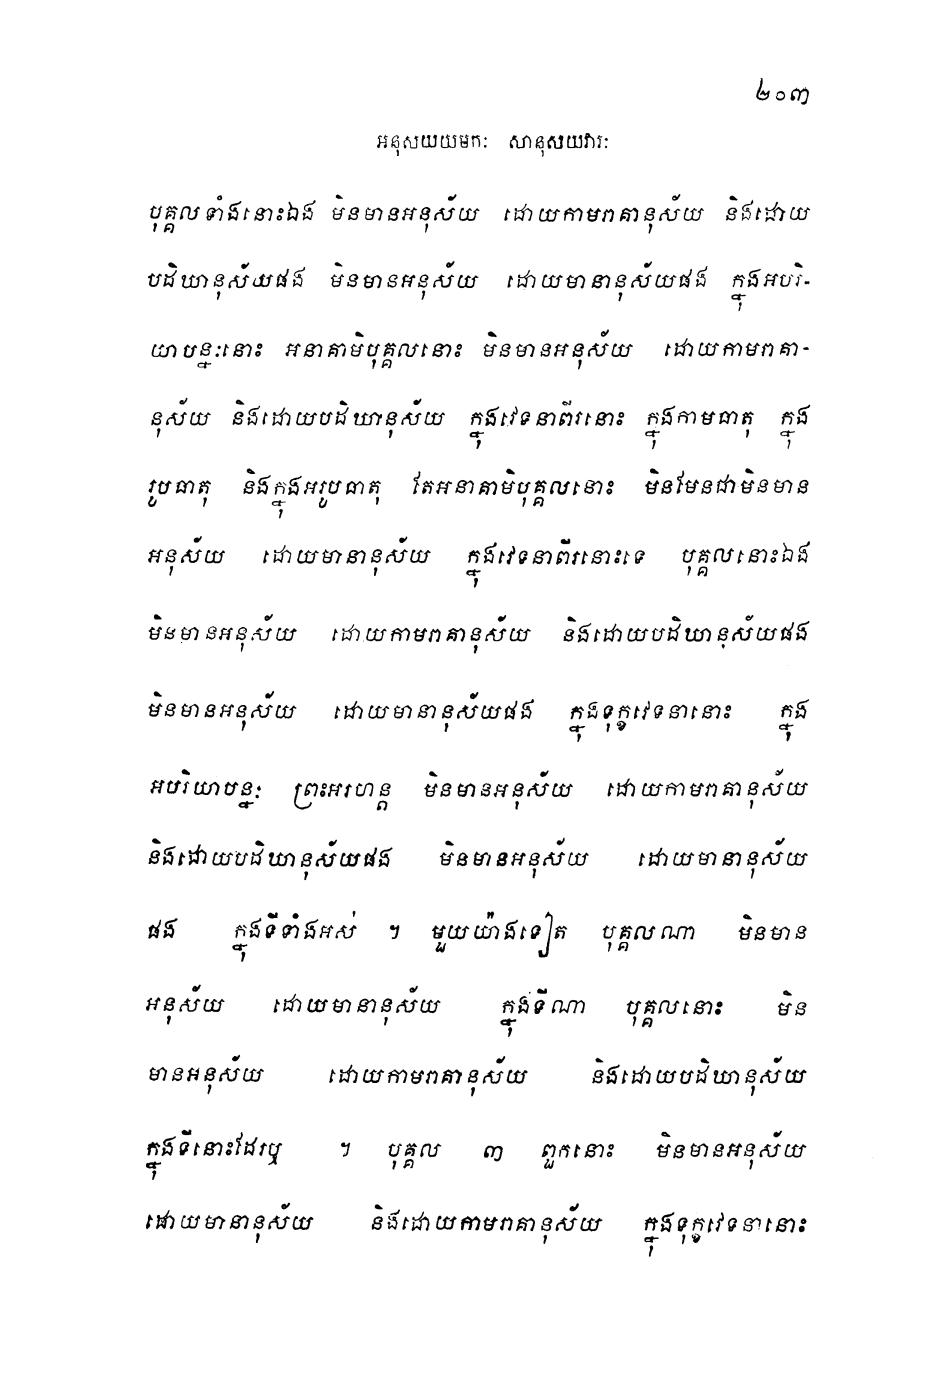 ២០៣
អនុសយយមកៈ សានុសយវារៈ
បុគ្គលទាំងនោះឯង មិនមានអនុស័យ ដោយកាមរាគានុស័យ និងដោយ
បដិឃានុស័យផង មិនមានអនុស័យ ដោយមានានុស័យផង ក្នុងអបរិ-
យាបន្នៈនោះ អនាគាមិបុគ្គលនោះ មិនមានអនុស័យ ដោយកាមរាគា-
នុស័យ និងដោយបដិឃានុស័យ ក្នុងវេទនាពីរនោះ ក្នុងកាមធាតុ ក្នុង
រូបធាតុ និងក្នុងអរូបធាតុ តែអនាគាមិបុគ្គលនោះ មិនមែនជាមិនមាន
អនុស័យ ដោយមានានុស័យ ក្នុងវេទនាពីរនោះទេ បុគ្គលនោះឯង
មិនមានអនុស័យ ដោយកាមរាគានុស័យ និងដោយបដិឃានុស័យផង
មិនមានអនុស័យ ដោយមានានុស័យផង ក្នុងទុក្ខវេទនានោះ ក្នុង
អបរិយាបន្នៈ ព្រះអរហន្ត មិនមានអនុស័យ ដោយកាមរាគានុស័យ
និងដោយបដិឃានុស័យផង មិនមានអនុស័យ ដោយមានានុស័យ
ផង ក្នុងទីទាំងអស់ ។ មួយយ៉ាងទៀត បុគ្គលណា មិនមាន
អនុស័យ ដោយមានានុស័យ ក្នុងទីណា បុគ្គលនោះ មិន
មានអនុស័យ ដោយកាមរាគានុស័យ និងដោយបដិឃានុស័យ
ក្នុងទីនោះដែរឬ ។ បុគ្គល ៣ ពួកនោះ មិនមានអនុស័យ
ដោយមានានុស័យ និងដោយកាមរាគានុស័យ ក្នុងទុក្ខវេទនានោះ